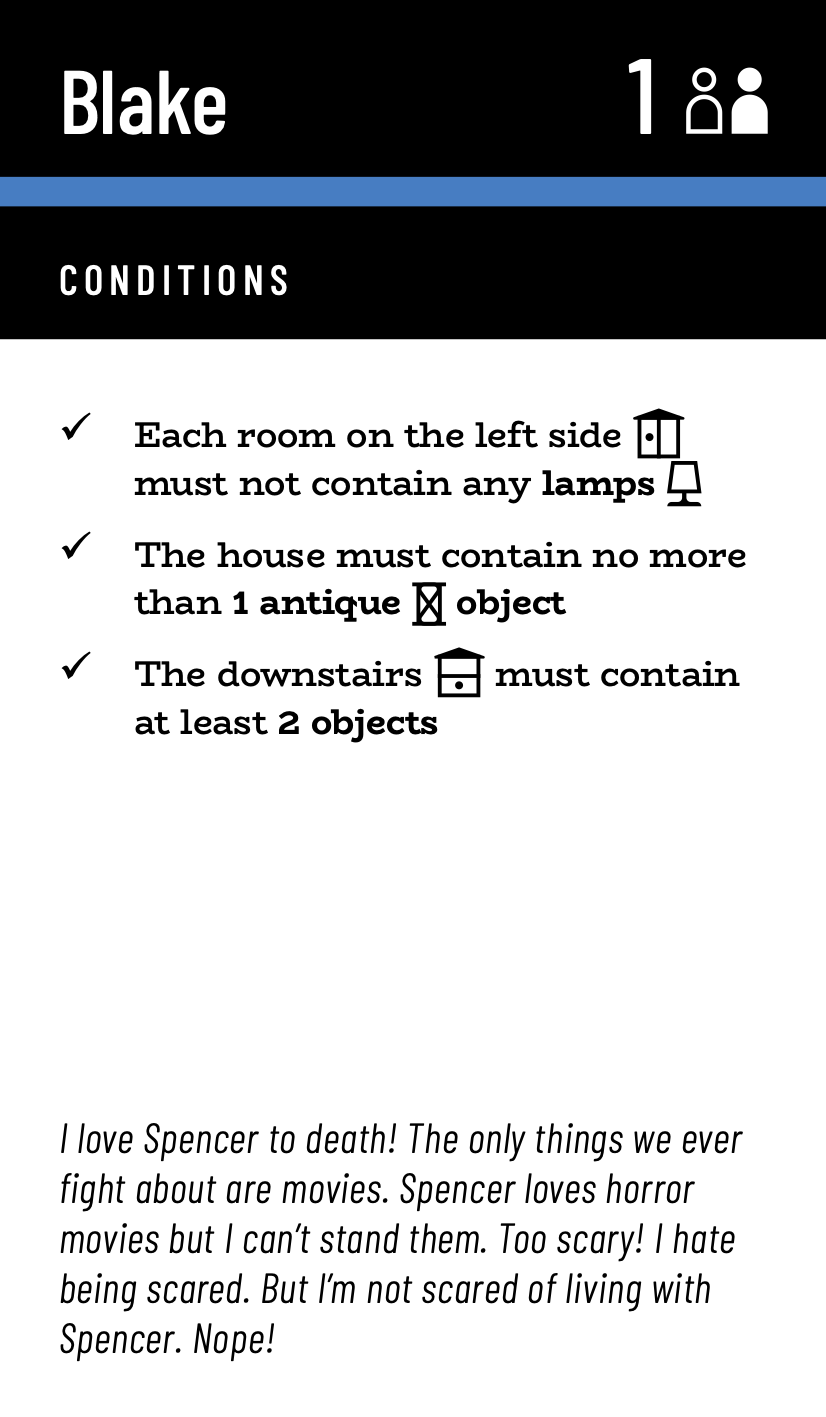 Blake 1
CONDITIONS
✓ Each room on the left side
must not contain any lamps
✓ The house must contain no more
than 1 antique object
✓ The downstairs must contain
at least 2 objects
I love Spencer to death! The only things we ever
fight about are movies. Spencer loves horror
movies but I can’t stand them. Too scary! I hate
being scared. But I’m not scared of living with
Spencer. Nope!